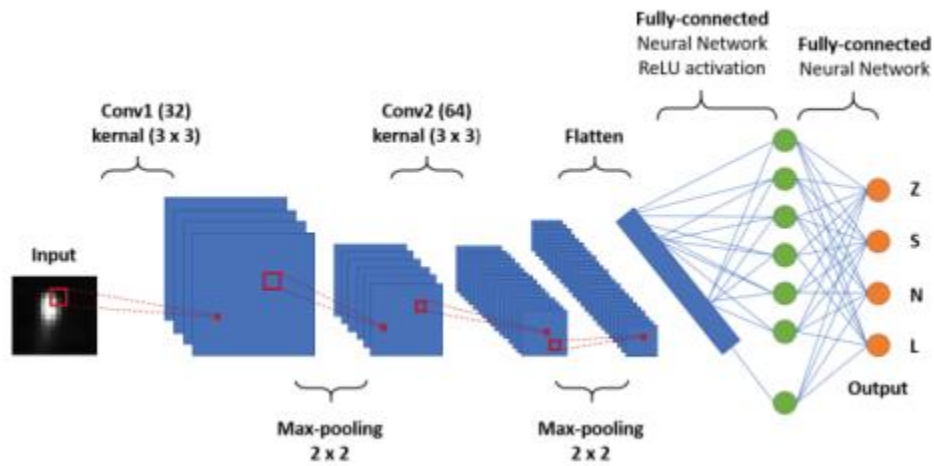 Fully-connected
Neural Network
ReLU activation
Fully-connected
Neural Network
Conv1 (32)
kernal (3 x 3)
Conv2 (64)
kernal (3 x 3)
Flatten
Input
Z
S
N
L
Output
Max-pooling
2 x 2
Max-pooling
2 x 2